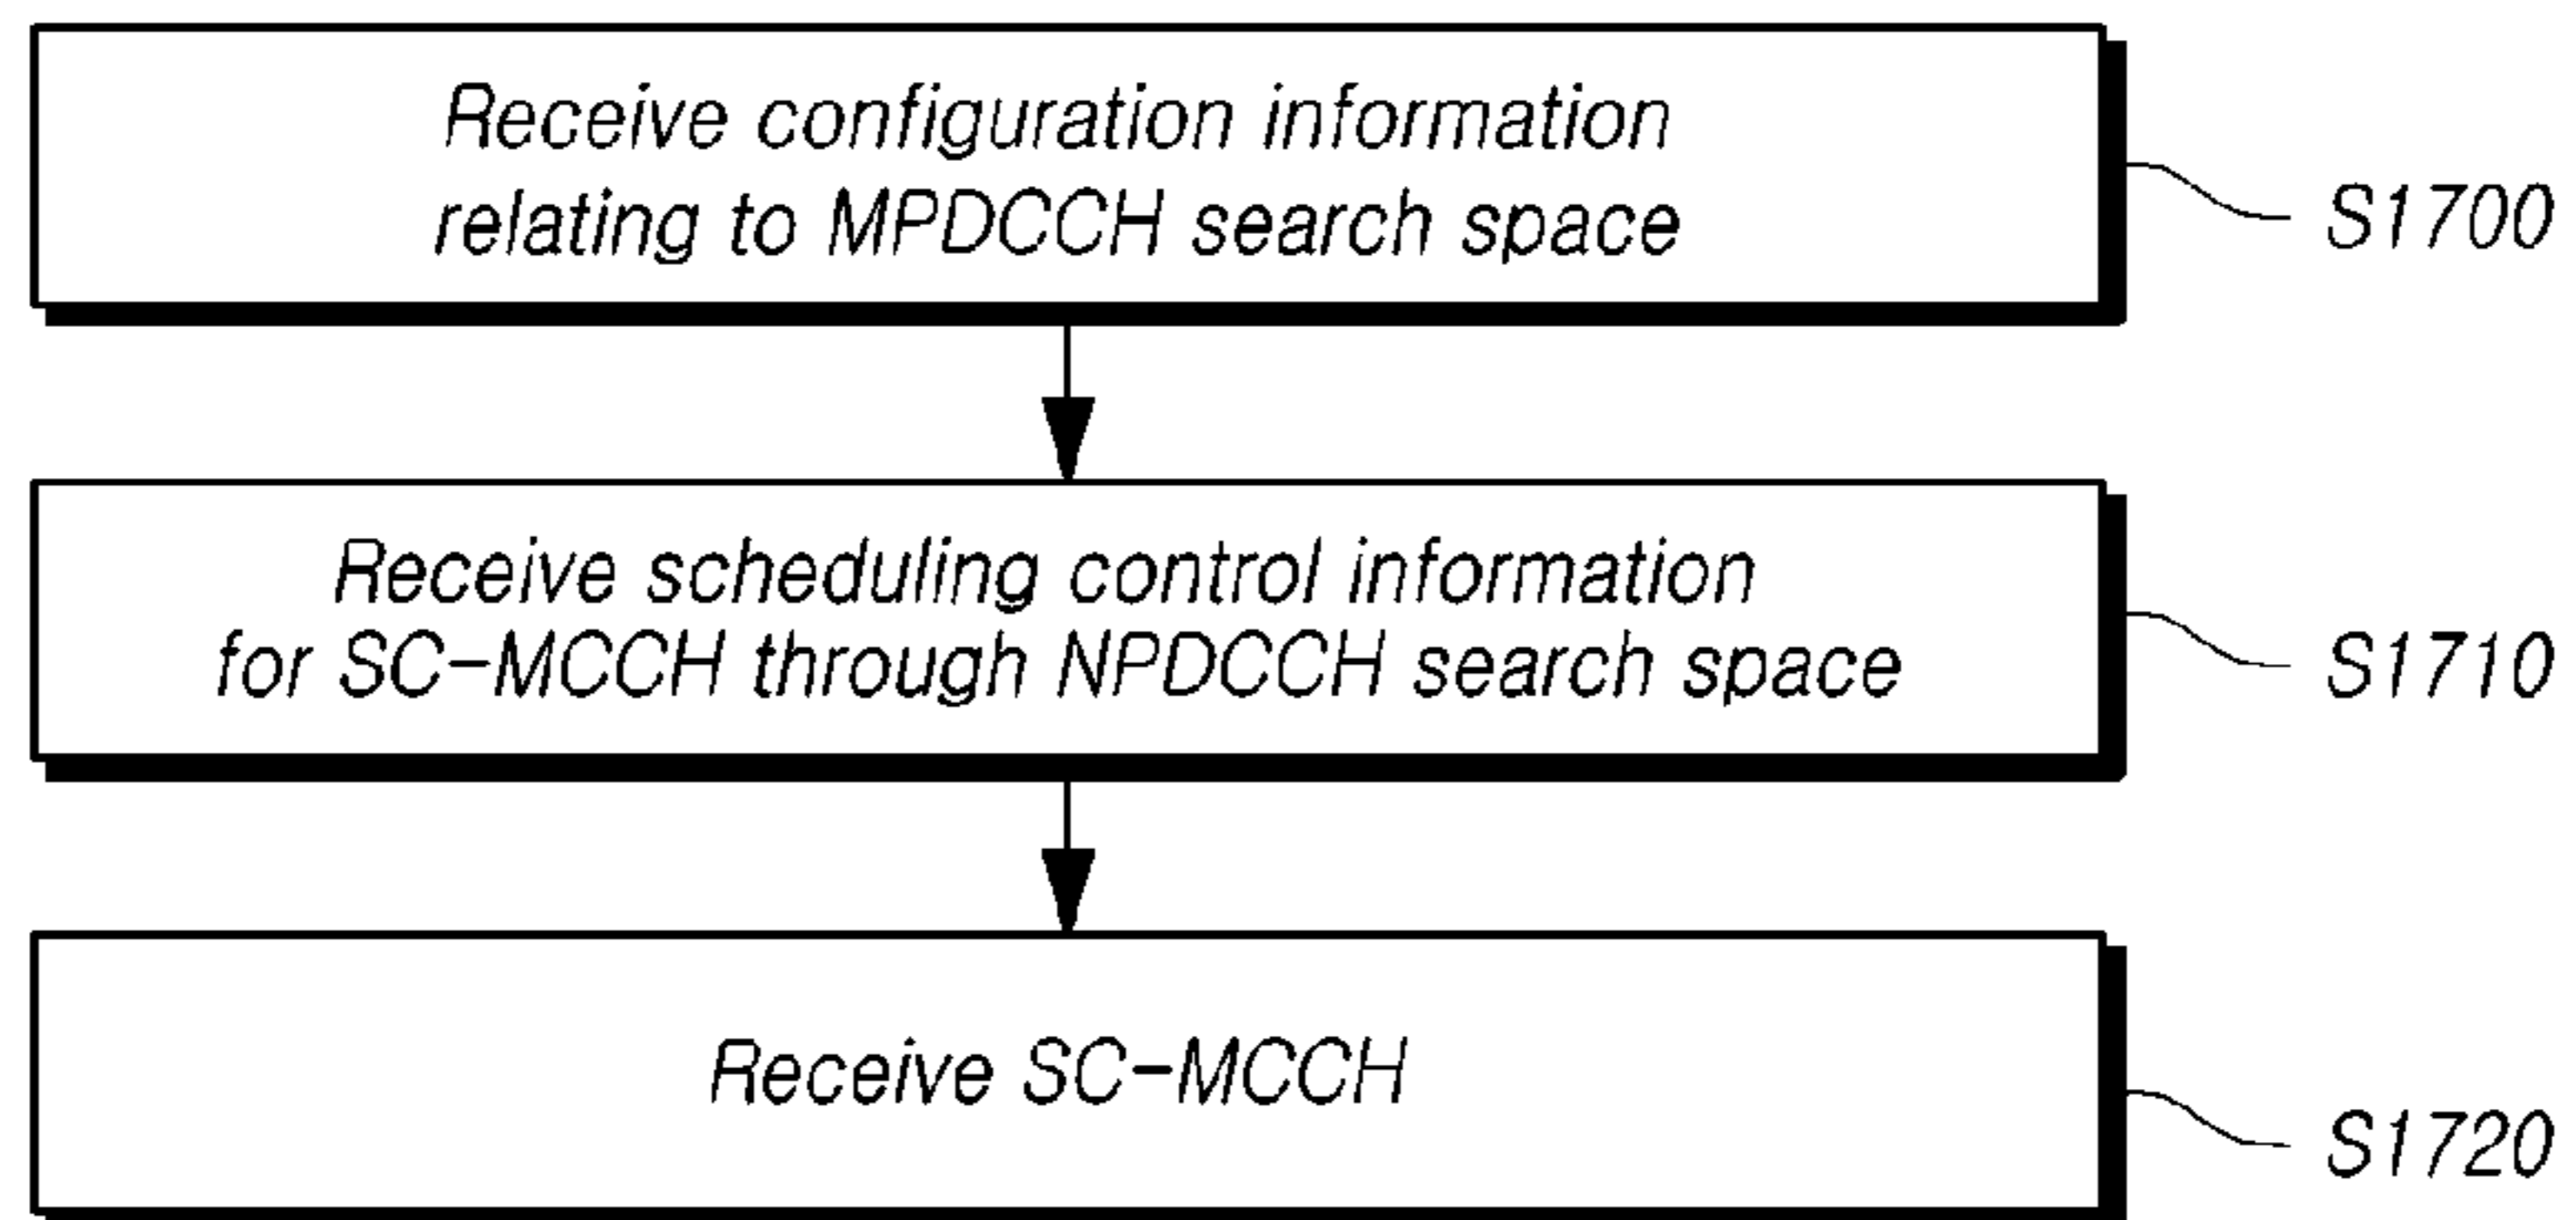 Receive configuration information
relating to MPDCCH search space
S1700
Receive scheduling control information
for SC-MCCH through NPDCCH search space
S1710
Receive SC-MCCH
S1720